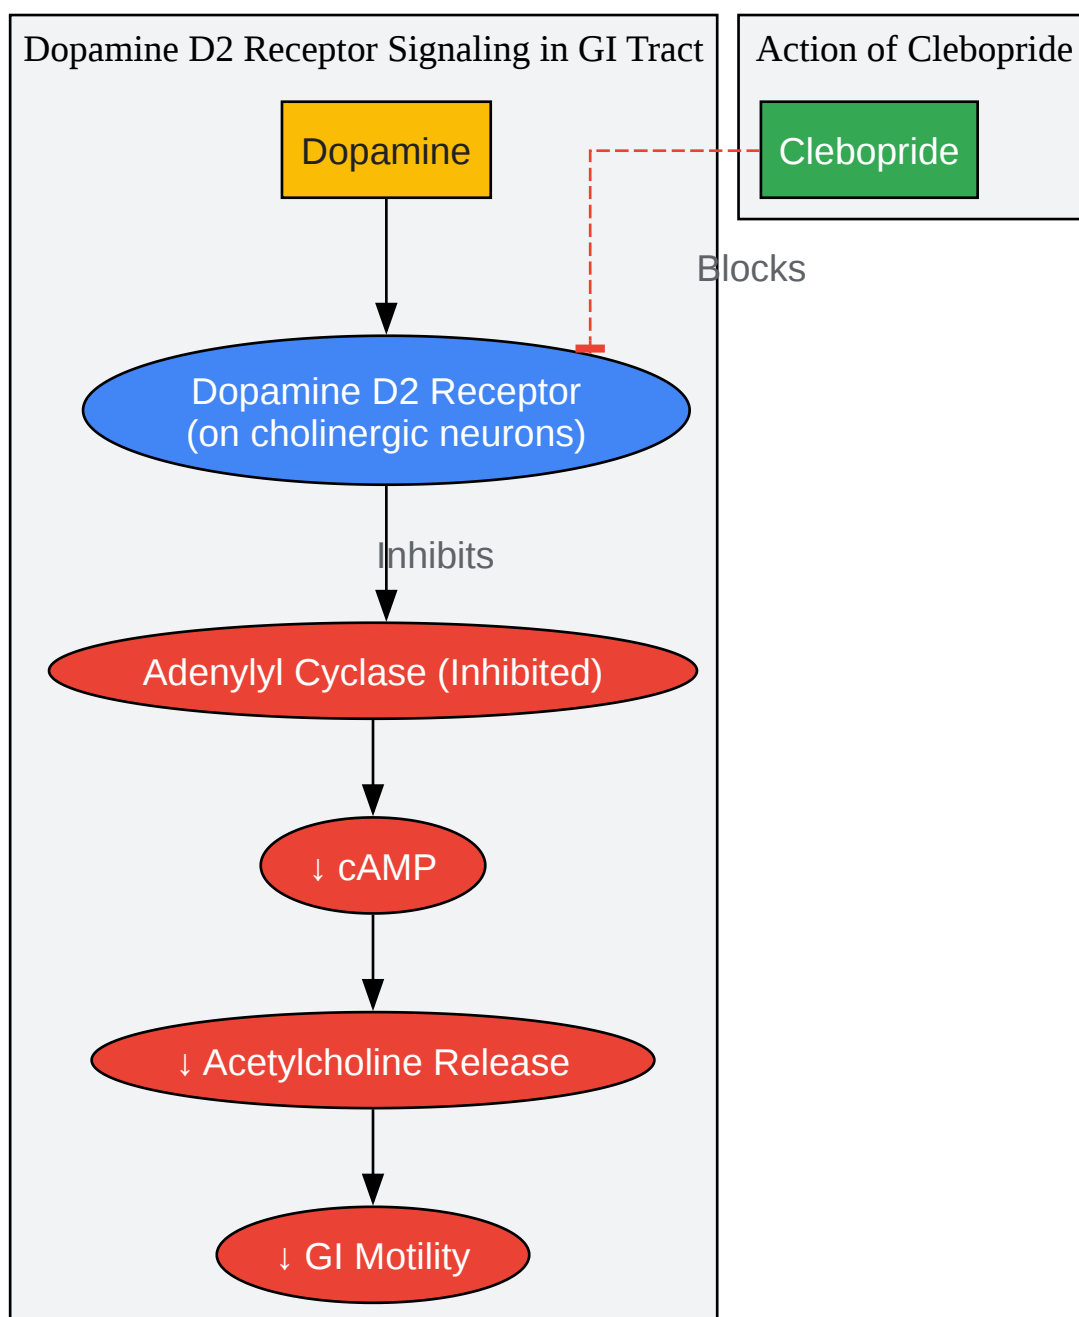 Dopamine D2 Receptor Signaling in GI Tract
Action of Clebopride
Dopamine
Clebopride
Blocks
Dopamine D2 Receptor
(on cholinergic neurons)
Inhibits
Adenylyl Cyclase (Inhibited)
↓ cAMP
↓ Acetylcholine Release
↓ GI Motility